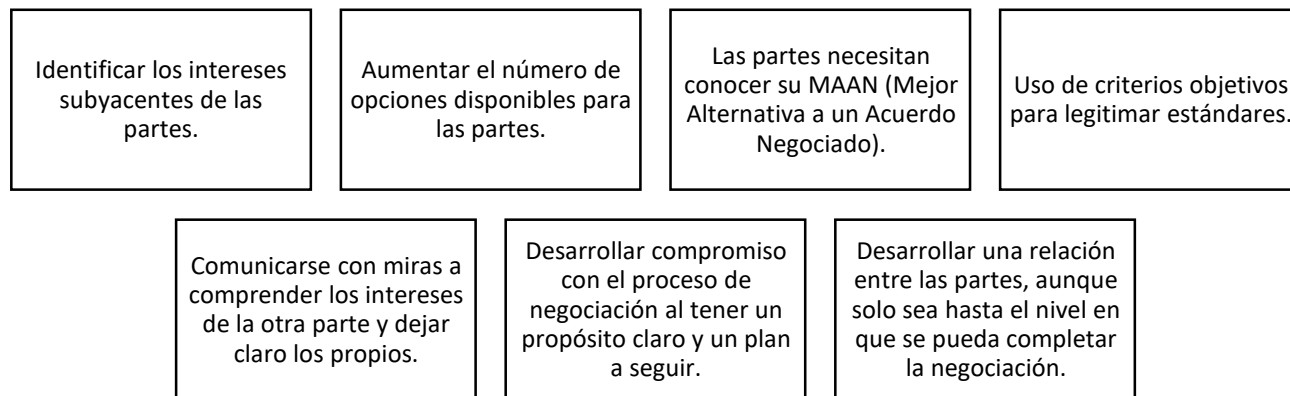 Identificar los intereses
subyacentes de las
partes.
Aumentar el número de
opciones disponibles para
las partes.
Las partes necesitan
conocer su MAAN (Mejor
Alternativa a un Acuerdo
Negociado).
Uso de criterios objetivos
para legitimar estándares.
Comunicarse con miras a
comprender los intereses
de la otra parte y dejar
claro los propios.
Desarrollar compromiso
con el proceso de
negociación al tener un
propósito claro y un plan
a seguir.
Desarrollar una relación
entre las partes, aunque
solo sea hasta el nivel en
que se pueda completar
la negociación.